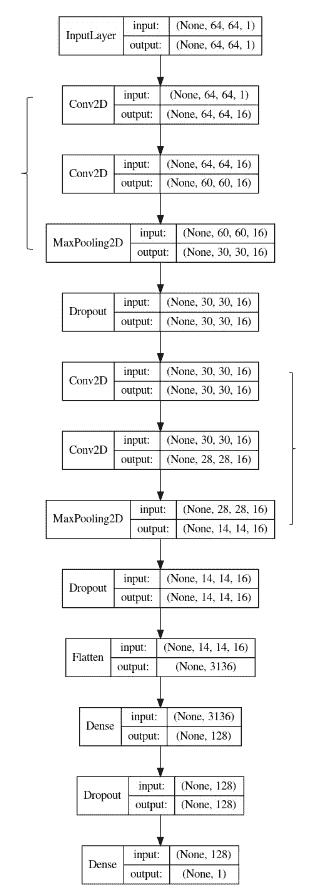 InputLayer input: (None, 64, 64, 1)
output: (None, 64, 64, 1)
Conv2D input: (None, 64, 64, 1)
output: (None, 64, 64, 16)
Conv2D input: (None, 64, 64, 16)
output: (None, 60, 60, 16)
MaxPooling2D input: (None, 60, 60, 16)
output: (None, 30, 30, 16)
Dropout input: (None, 30, 30, 16)
output: (None, 30, 30, 16)
Conv2D input: (None, 30, 30, 16)
output: (None, 30, 30, 16)
Conv2D input: (None, 30, 30, 16)
output: (None, 28, 28, 16)
MaxPooling2D input: (None, 28, 28, 16)
output: (None, 14, 14, 16)
Dropout input: (None, 14, 14, 16)
output: (None, 14, 14, 16)
Flatten input: (None, 14, 14, 16)
output: (None, 3136)
Dense input: (None, 3136)
output: (None, 128)
Dropout input: (None, 128)
output: (None, 128)
Dense input: (None, 128)
output: (None, 1)